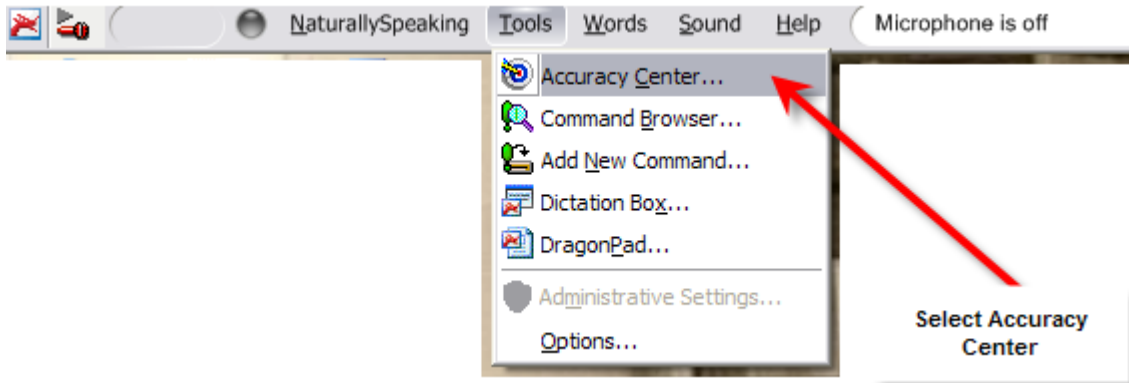 NaturallySpeaking Tools Words Sound Help Microphone is off
Accuracy Center...
Command Browser...
Add New Command...
Dictation Box...
DragonPad...
Administrative Settings...
Options...
Select Accuracy
Center